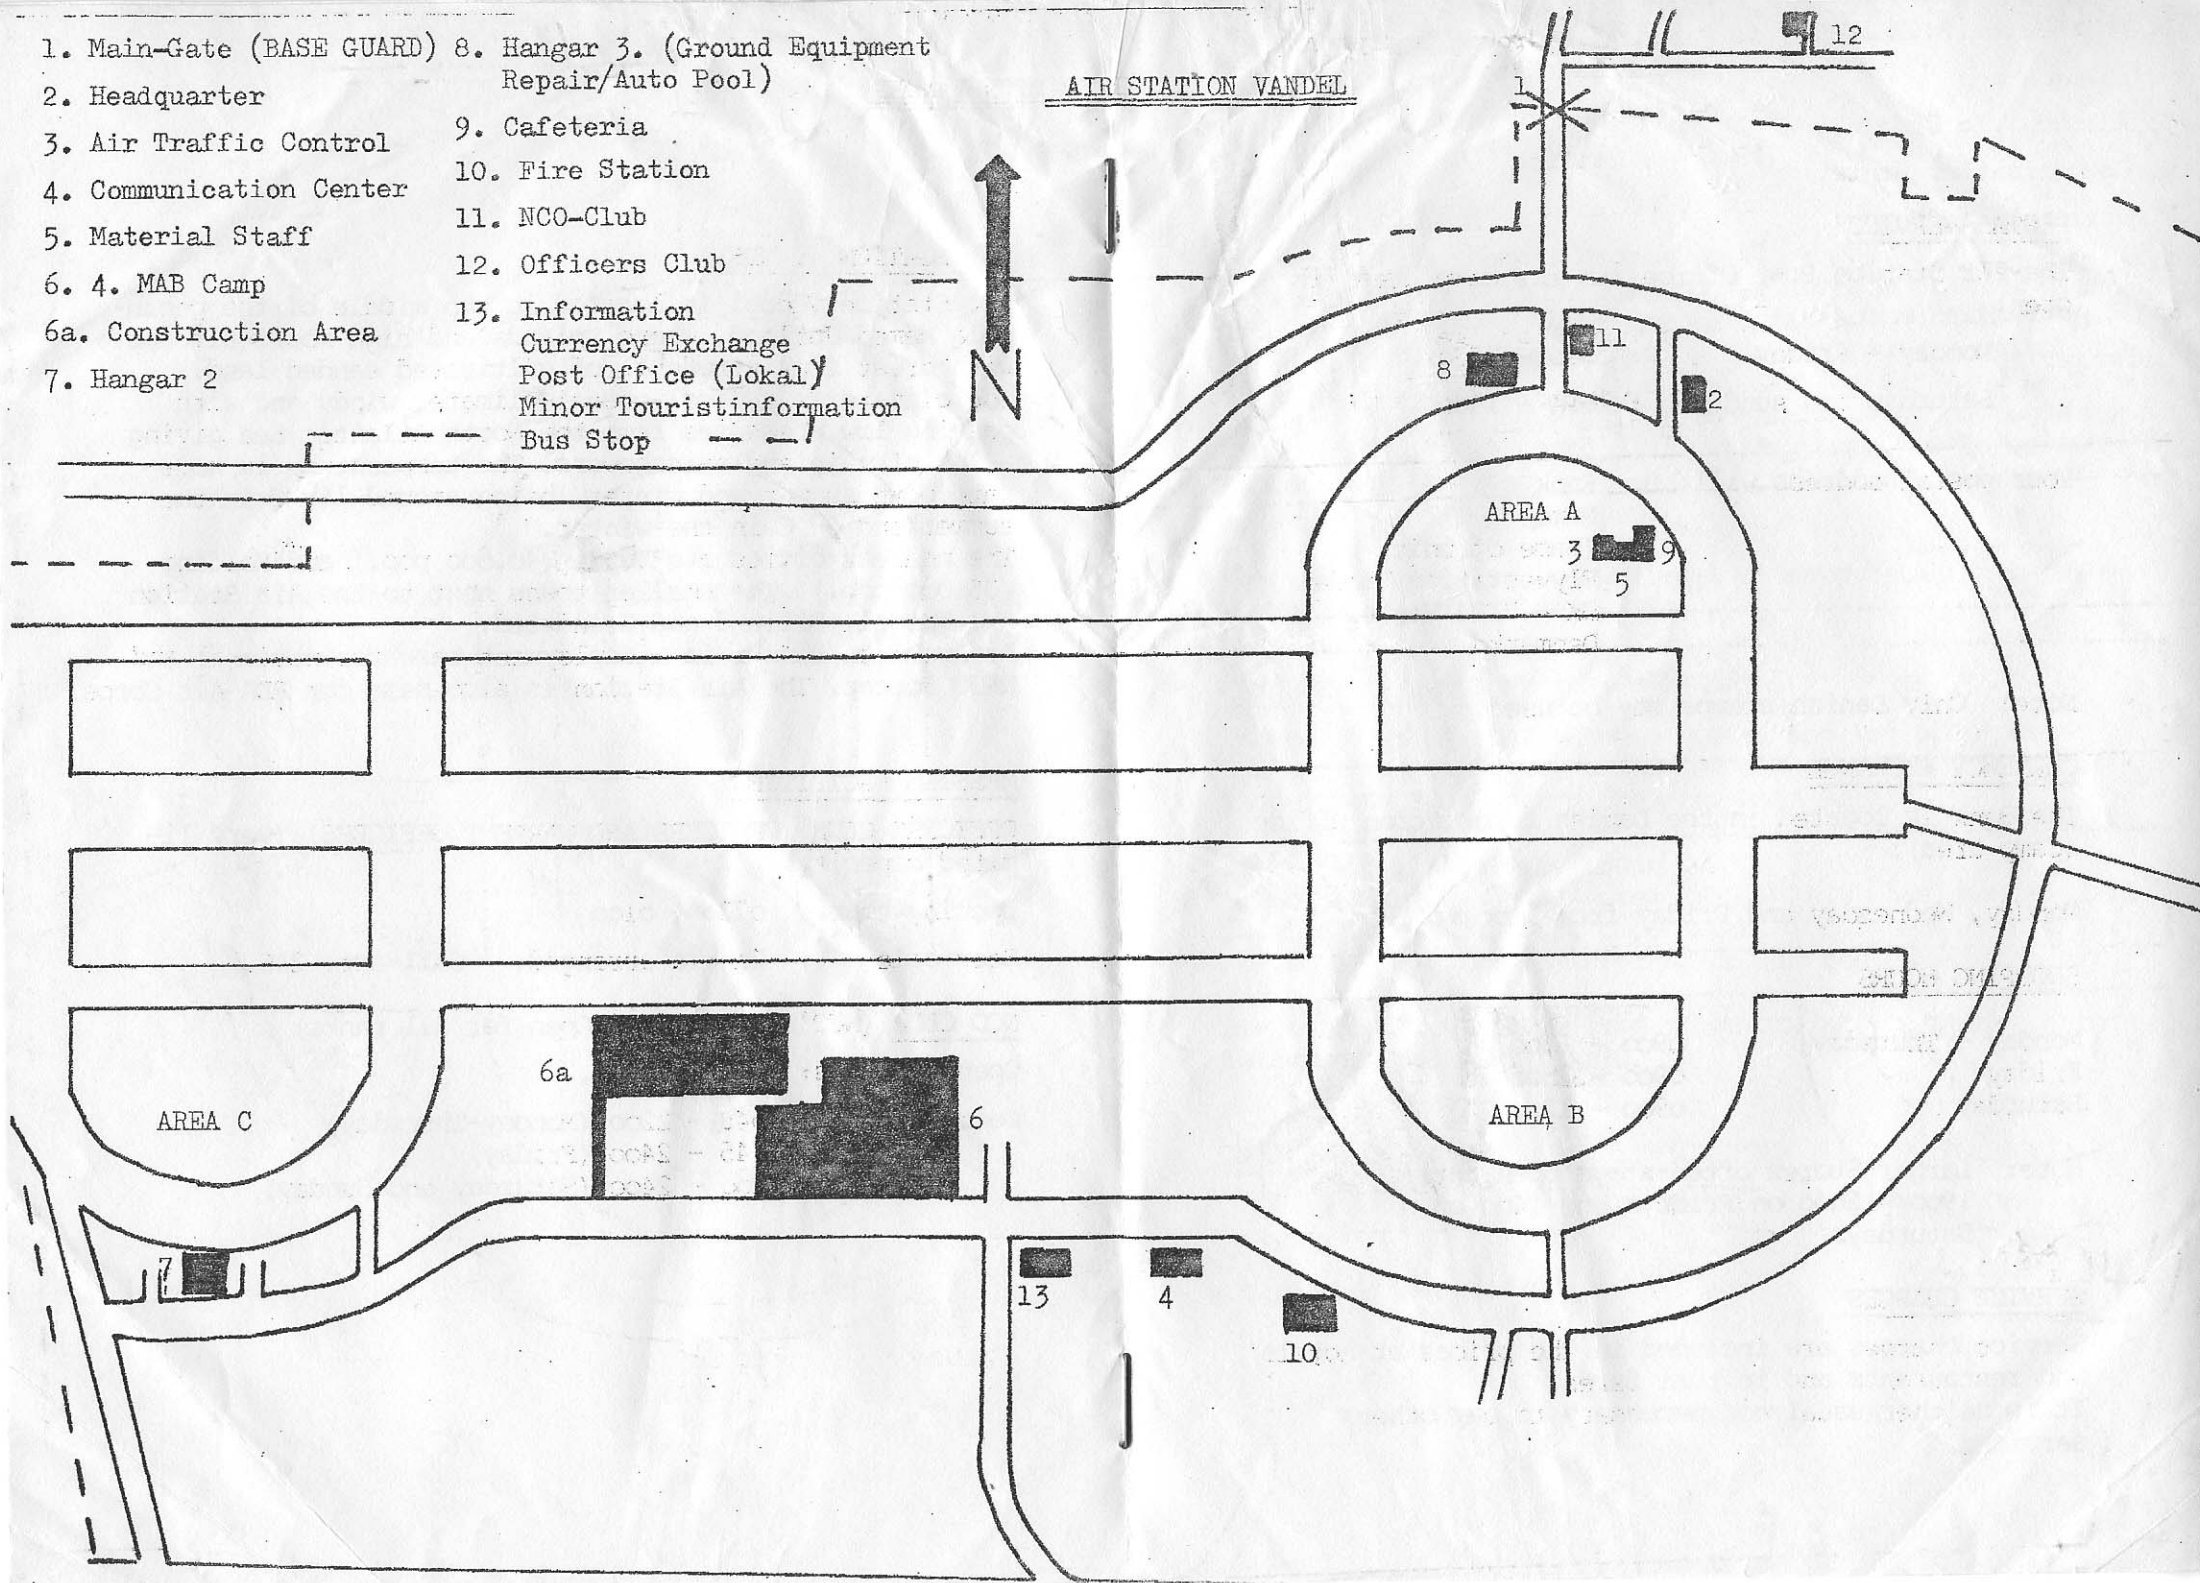 AIR STATION VANDEL
1. Main-Gate (BASE GUARD)
2. Headquarter
3. Air Traffic Control
4. Communication Center
5. Material Staff
6. 4. MAB Camp
6a. Construction Area
7. Hangar 2
8. Hangar 3. (Ground Equipment
Repair/Auto Pool)
9. Cafeteria
10. Fire Station
11. NCO-Club
12. Officers Club
13. Information
Currency Exchange
Post Office (Lokal)
Minor Touristinformation
Bus Stop
N
12
1
11
8
2
AREA A
3
9
5
6a
6
AREA C
AREA B
7
13
4
10